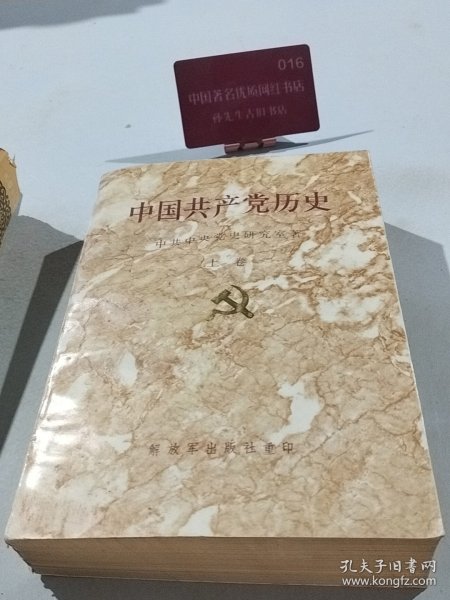 016
中国著名优质网红书店
孙先生古旧书店
中国共产党历史
中共中央党史研究室著
上卷
解放军出版社重印
孔夫子旧书网
www.kongfz.com